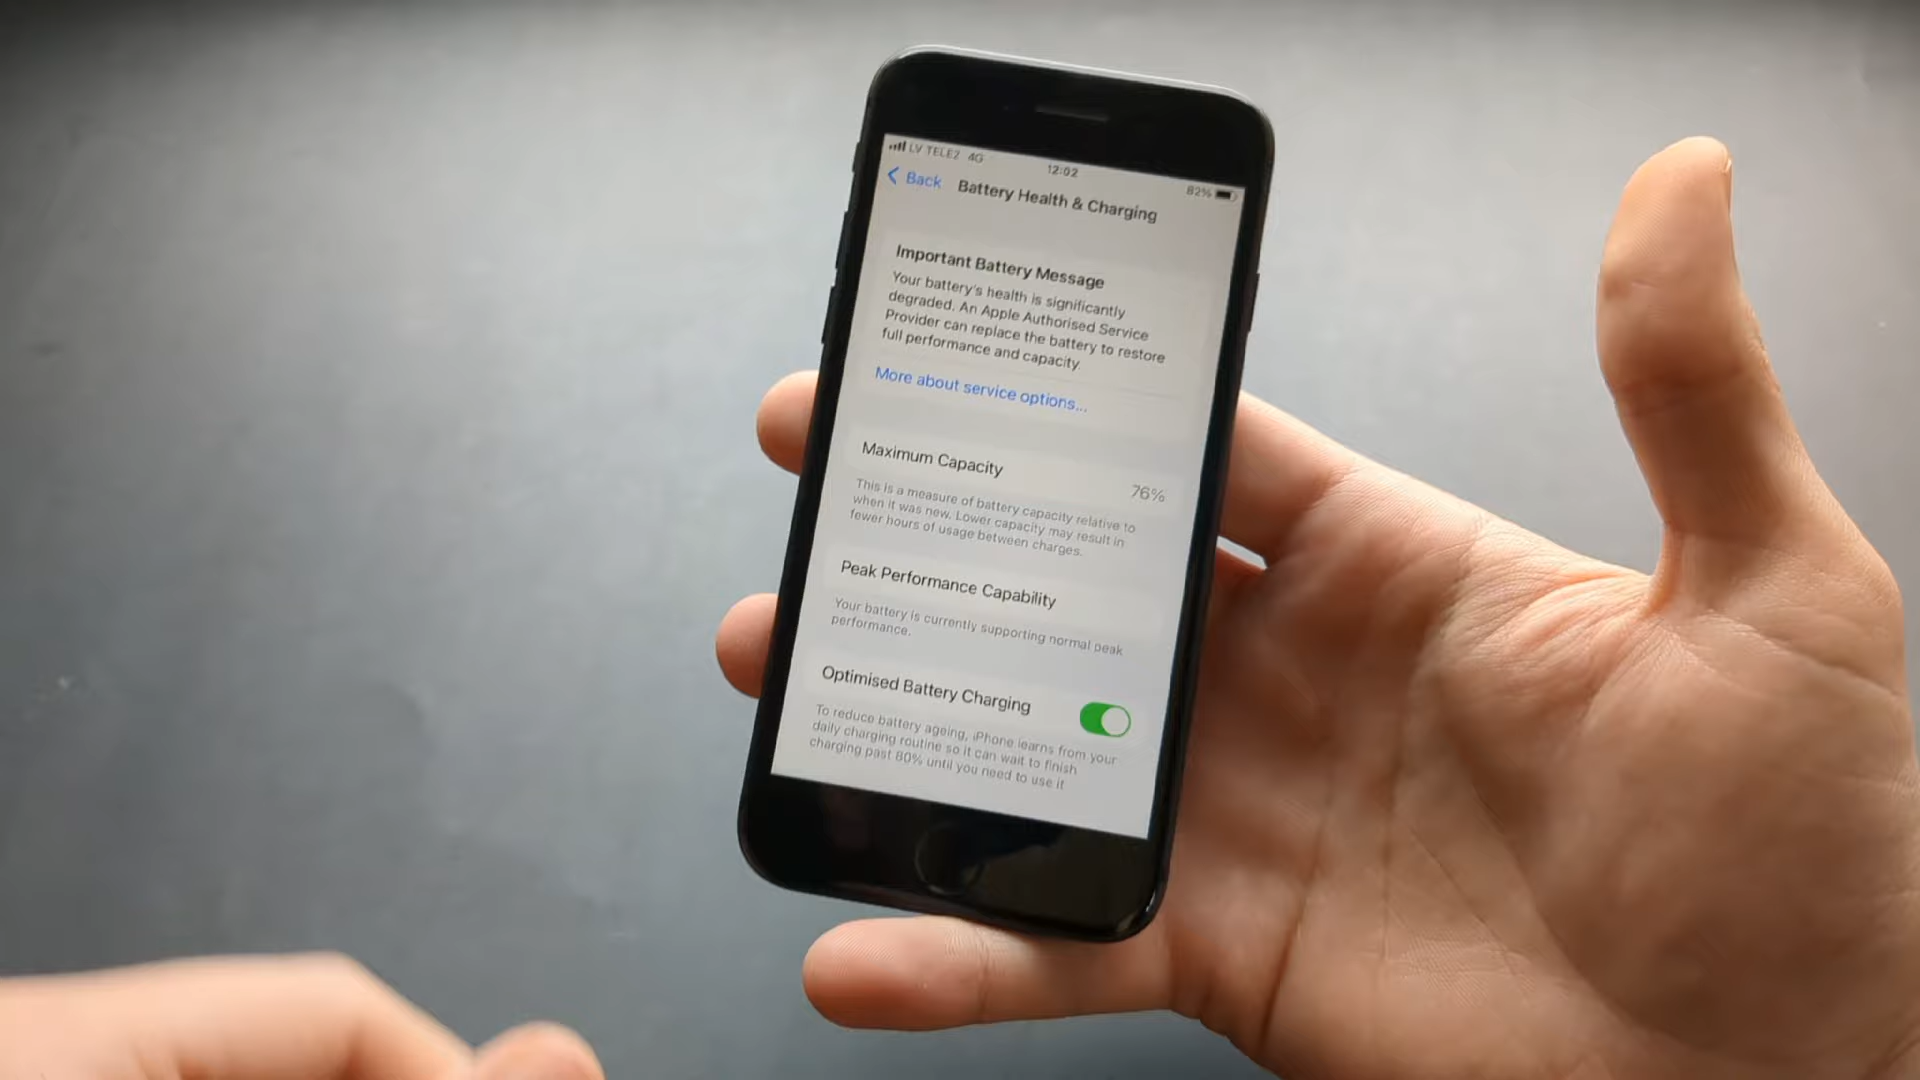 LV TELE2 4G
12:02
82%
Back
Battery Health & Charging
Important Battery Message
Your battery's health is significantly
degraded. An Apple Authorised Service
Provider can replace the battery to restore
full performance and capacity.
More about service options...
Maximum Capacity
76%
This is a measure of battery capacity relative to
when it was new. Lower capacity may result in
fewer hours of usage between charges.
Peak Performance Capability
Your battery is currently supporting normal peak
performance.
Optimised Battery Charging
To reduce battery ageing, iPhone learns from your
daily charging routine so it can wait to finish
charging past 80% until you need to use it